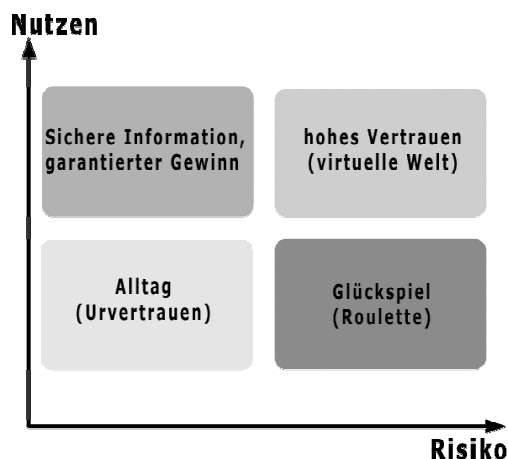 Nutzen
Sichere Information,
garantierter Gewinn
hohes Vertrauen
(virtuelle Welt)
Alltag
(Urvertrauen)
Glückspiel
(Roulette)
Risiko